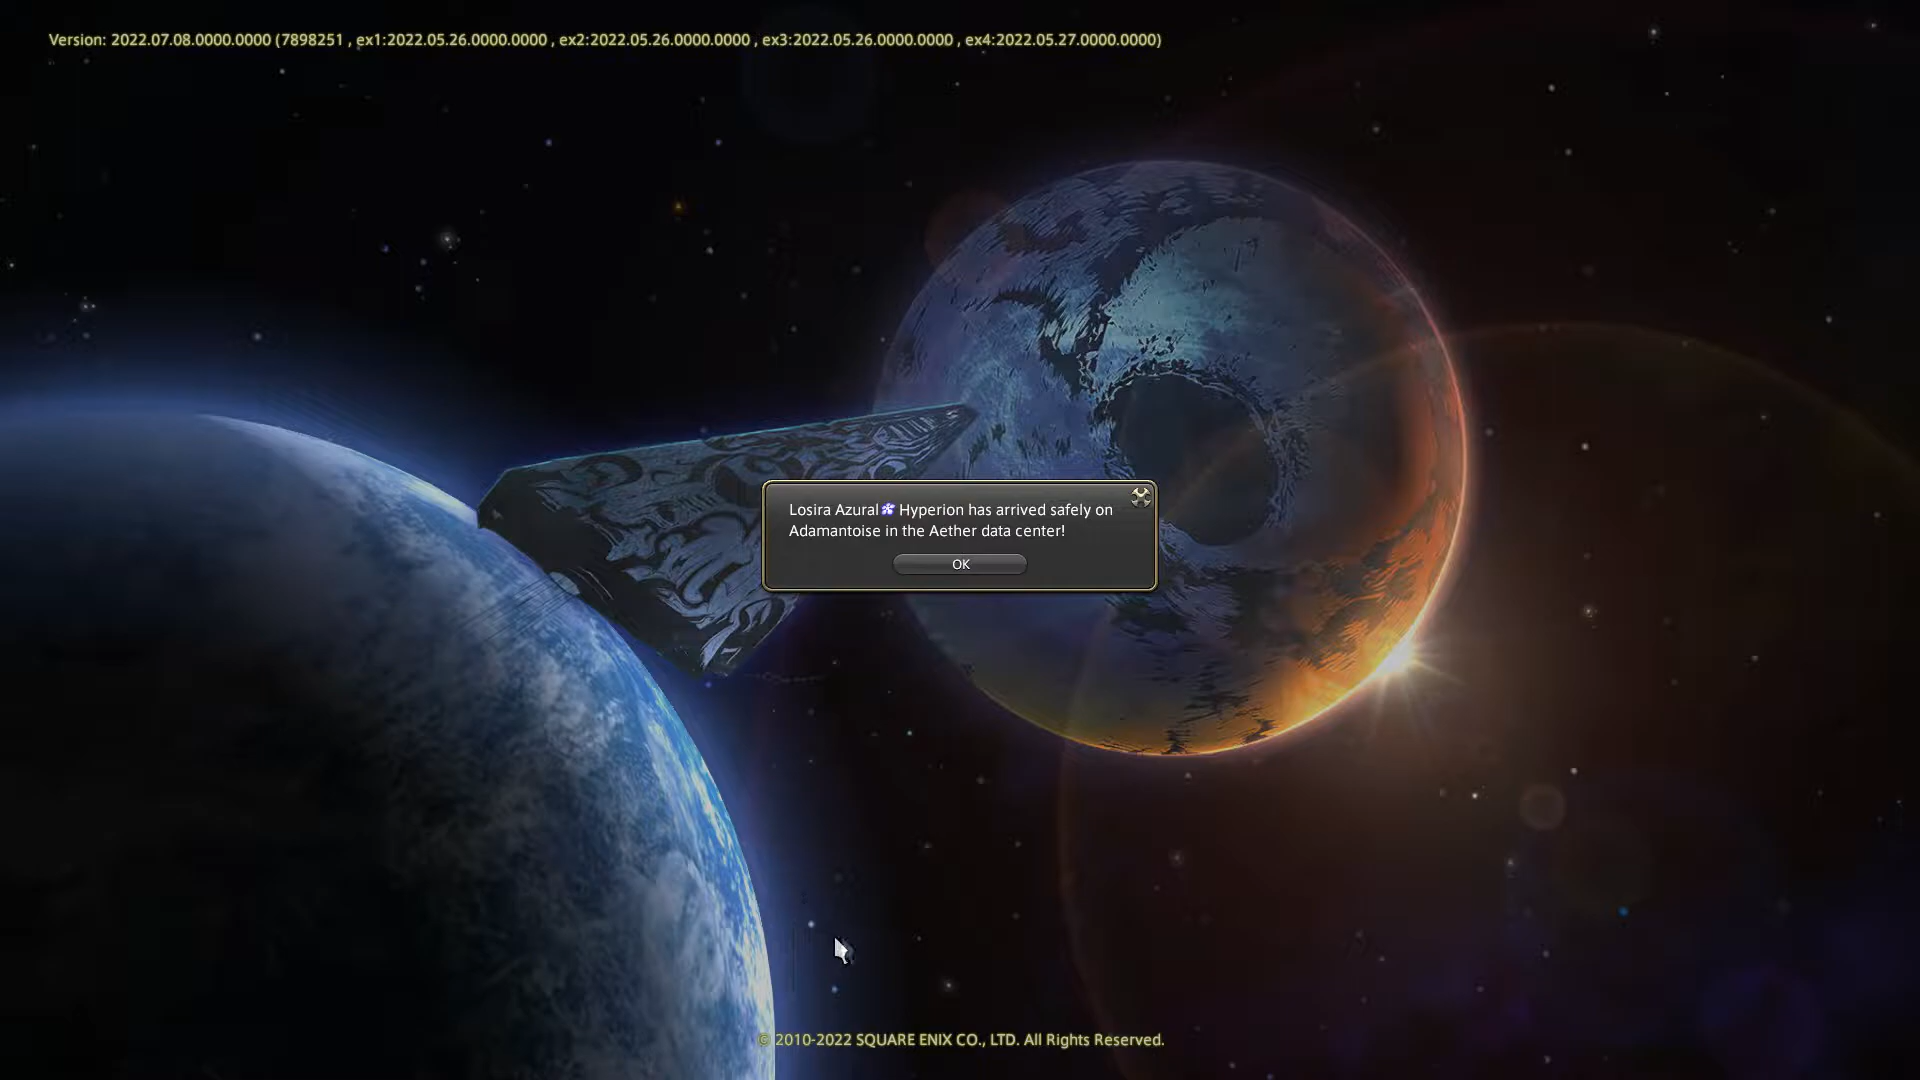 Version: 2022.07.08.0000.0000 (7898251 , ex1:2022.05.26.0000.0000 , ex2:2022.05.26.0000.0000 , ex3:2022.05.26.0000.0000 , ex4:2022.05.27.0000.0000)
Losira Azural Hyperion has arrived safely on
Adamantoise in the Aether data center!
OK
© 2010-2022 SQUARE ENIX CO., LTD. All Rights Reserved.